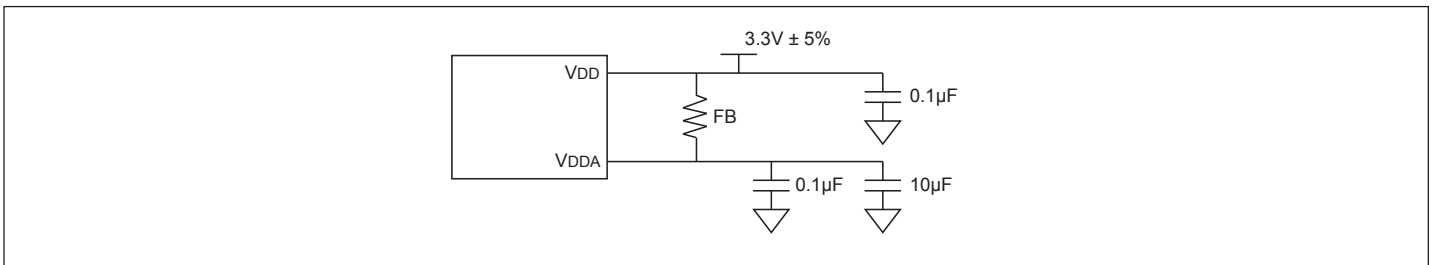 3.3V ± 5%
VDD
0.1µF
FB
VDDA
0.1µF
10µF